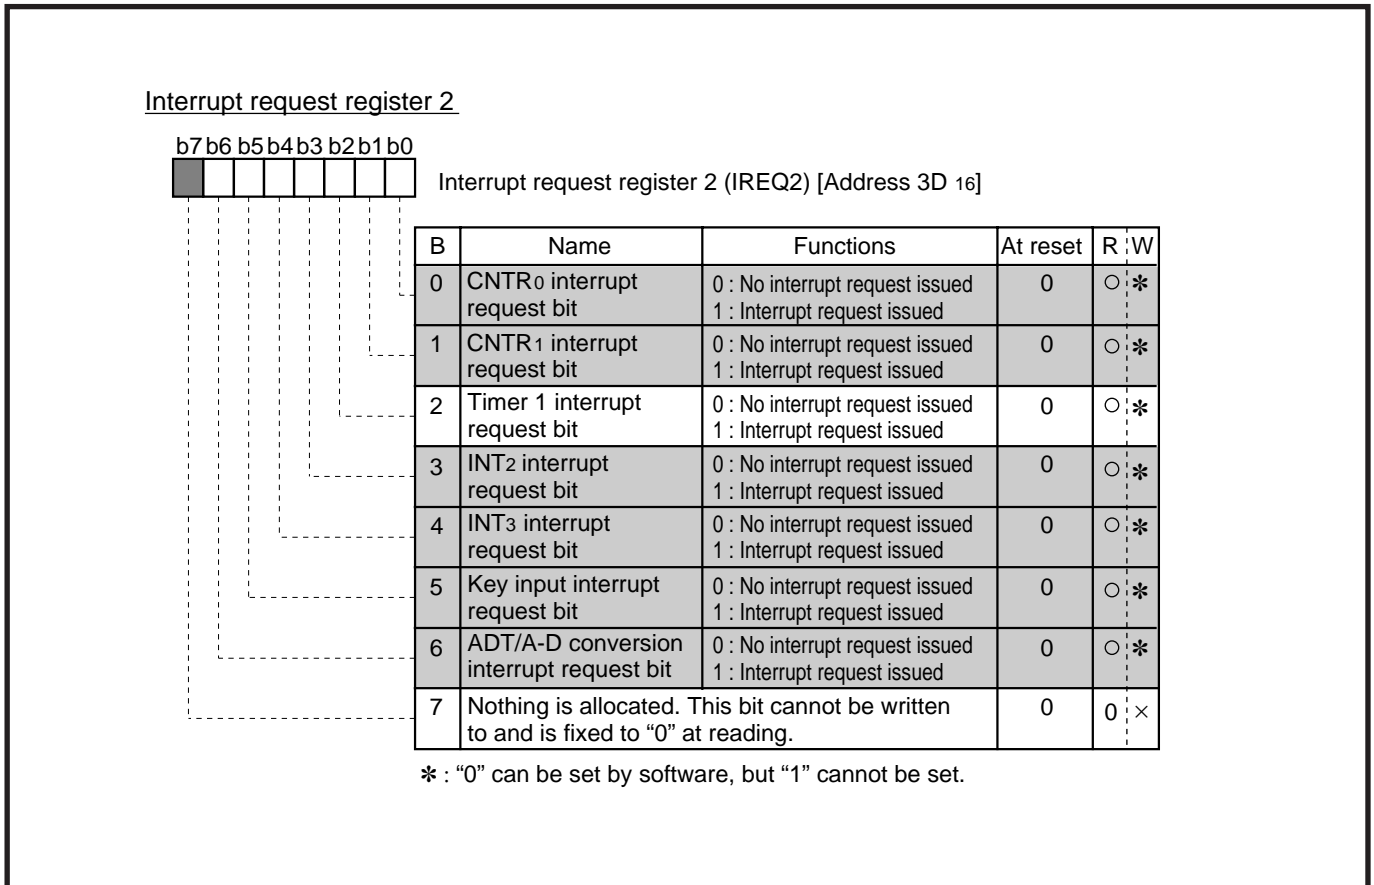 Interrupt request register 2
b7 b6 b5 b4 b3 b2 b1 b0
Interrupt request register 2 (IREQ2) [Address 3D 16]
B Name Functions At reset R W
0 CNTR0 interrupt request bit 0 : No interrupt request issued 0 ○ ✻
1 : Interrupt request issued
1 CNTR1 interrupt request bit 0 : No interrupt request issued 0 ○ ✻
1 : Interrupt request issued
2 Timer 1 interrupt request bit 0 : No interrupt request issued 0 ○ ✻
1 : Interrupt request issued
3 INT2 interrupt request bit 0 : No interrupt request issued 0 ○ ✻
1 : Interrupt request issued
4 INT3 interrupt request bit 0 : No interrupt request issued 0 ○ ✻
1 : Interrupt request issued
5 Key input interrupt request bit 0 : No interrupt request issued 0 ○ ✻
1 : Interrupt request issued
6 ADT/A-D conversion interrupt request bit 0 : No interrupt request issued 0 ○ ✻
1 : Interrupt request issued
7 Nothing is allocated. This bit cannot be written 0 0 ×
to and is fixed to “0” at reading.
✻ : “0” can be set by software, but “1” cannot be set.